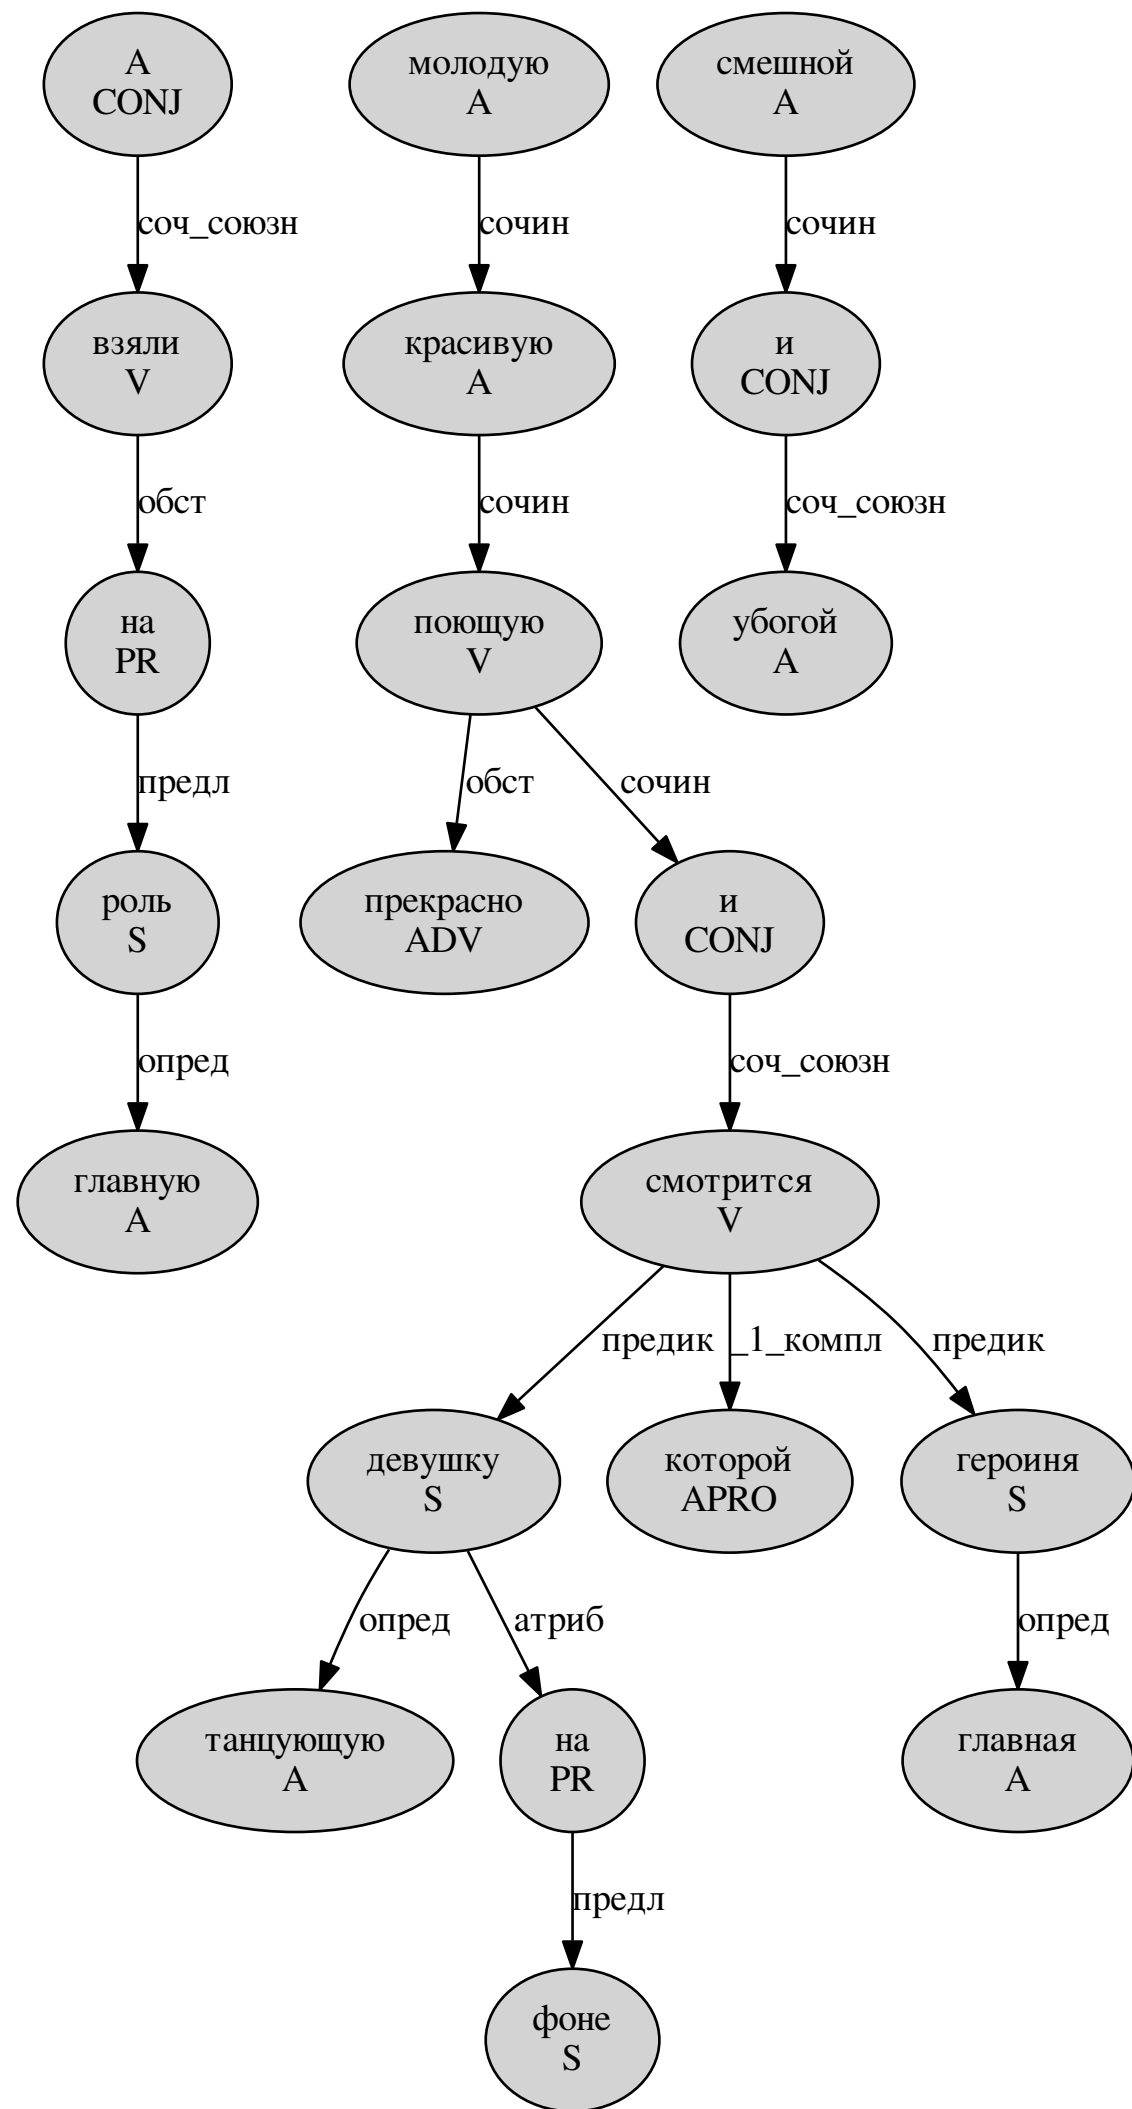 А
CONJ
молодую
A
смешной
A
соч_союзн
сочин
сочин
взяли
V
красивую
A
и
CONJ
обст
сочин
соч_союзн
на
PR
поющую
V
убогой
A
предл
обст
сочин
роль
S
прекрасно
ADV
и
CONJ
опред
соч_союзн
главную
A
смотрится
V
предик
_1_компл
предик
девушку
S
которой
APRO
героиня
S
опред
атриб
опред
танцующую
A
на
PR
главная
A
предл
фоне
S